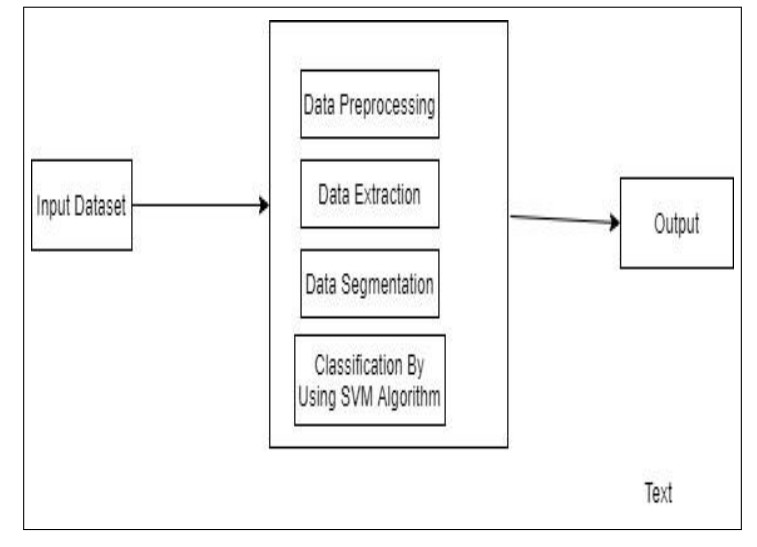 Input Dataset
Data Preprocessing
Data Extraction
Data Segmentation
Classification By
Using SVM Algorithm
Output
Text